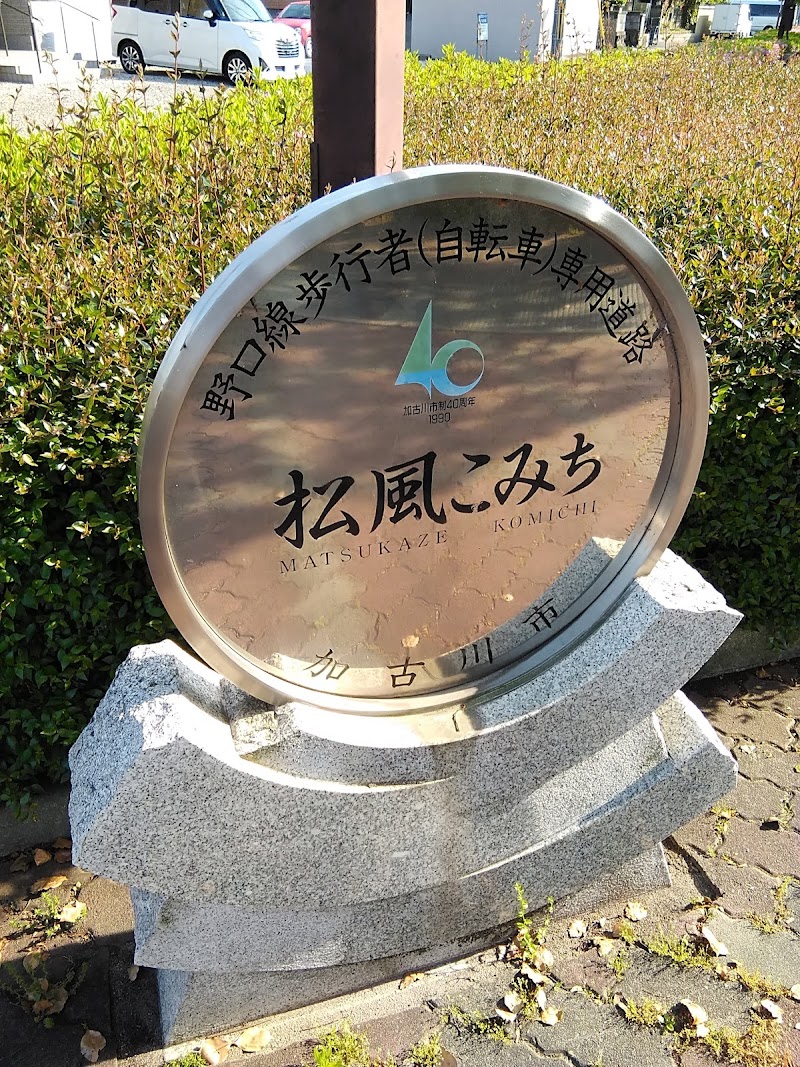 野口線歩行者(自転車)専用道路
40
加古川市制40周年
1990
松風こみち
MATSUKAZE KOMICHI
加古川市